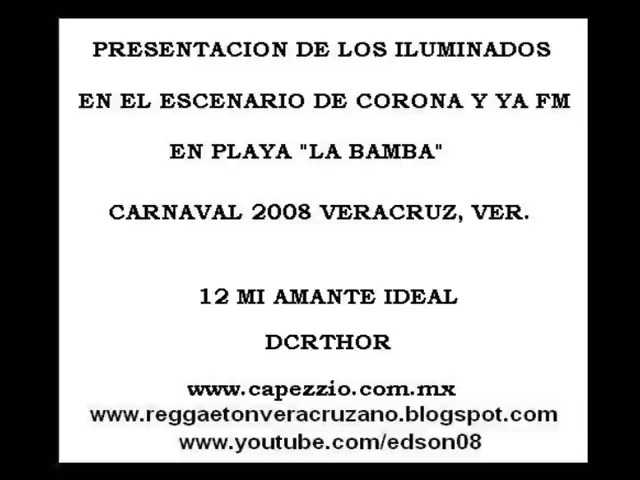 PRESENTACION DE LOS ILUMINADOS
EN EL ESCENARIO DE CORONA Y YA FM
EN PLAYA "LA BAMBA"
CARNAVAL 2008 VERACRUZ, VER.
12 MI AMANTE IDEAL
DCRTHOR
www.capezzio.com.mx
www.reggaetonveracruzano.blogspot.com
www.youtube.com/edson08